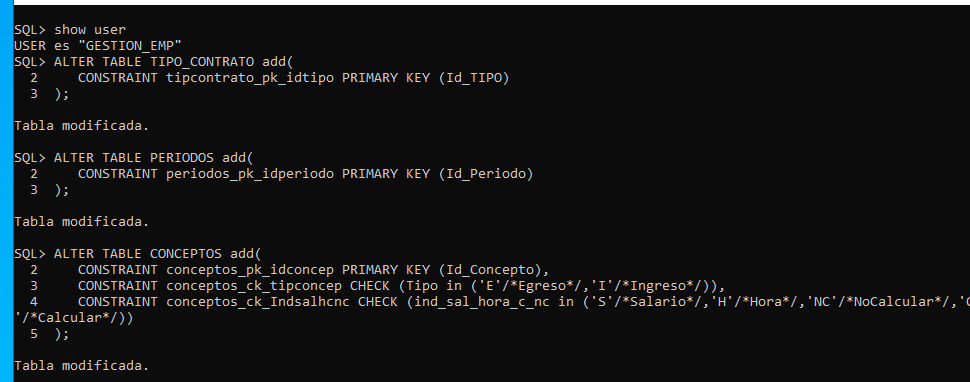 SQL> show user
USER es "GESTION_EMP"
SQL> ALTER TABLE TIPO_CONTRATO add(
  2     CONSTRAINT tipcontrato_pk_idtipo PRIMARY KEY (Id_TIPO)
  3  );
Tabla modificada.
SQL> ALTER TABLE PERIODOS add(
  2     CONSTRAINT periodos_pk_idperiodo PRIMARY KEY (Id_Periodo)
  3  );
Tabla modificada.
SQL> ALTER TABLE CONCEPTOS add(
  2     CONSTRAINT conceptos_pk_idconcep PRIMARY KEY (Id_Concepto),
  3     CONSTRAINT conceptos_ck_tipconcep CHECK (Tipo in ('E'/*Egreso*/,'I'/*Ingreso*/)),
  4     CONSTRAINT conceptos_ck_Indsalhcnc CHECK (ind_sal_hora_c_nc in ('S'/*Salario*/,'H'/*Hora*/,'NC'/*NoCalcular*/,'C
'/*Calcular*/))
  5  );
Tabla modificada.